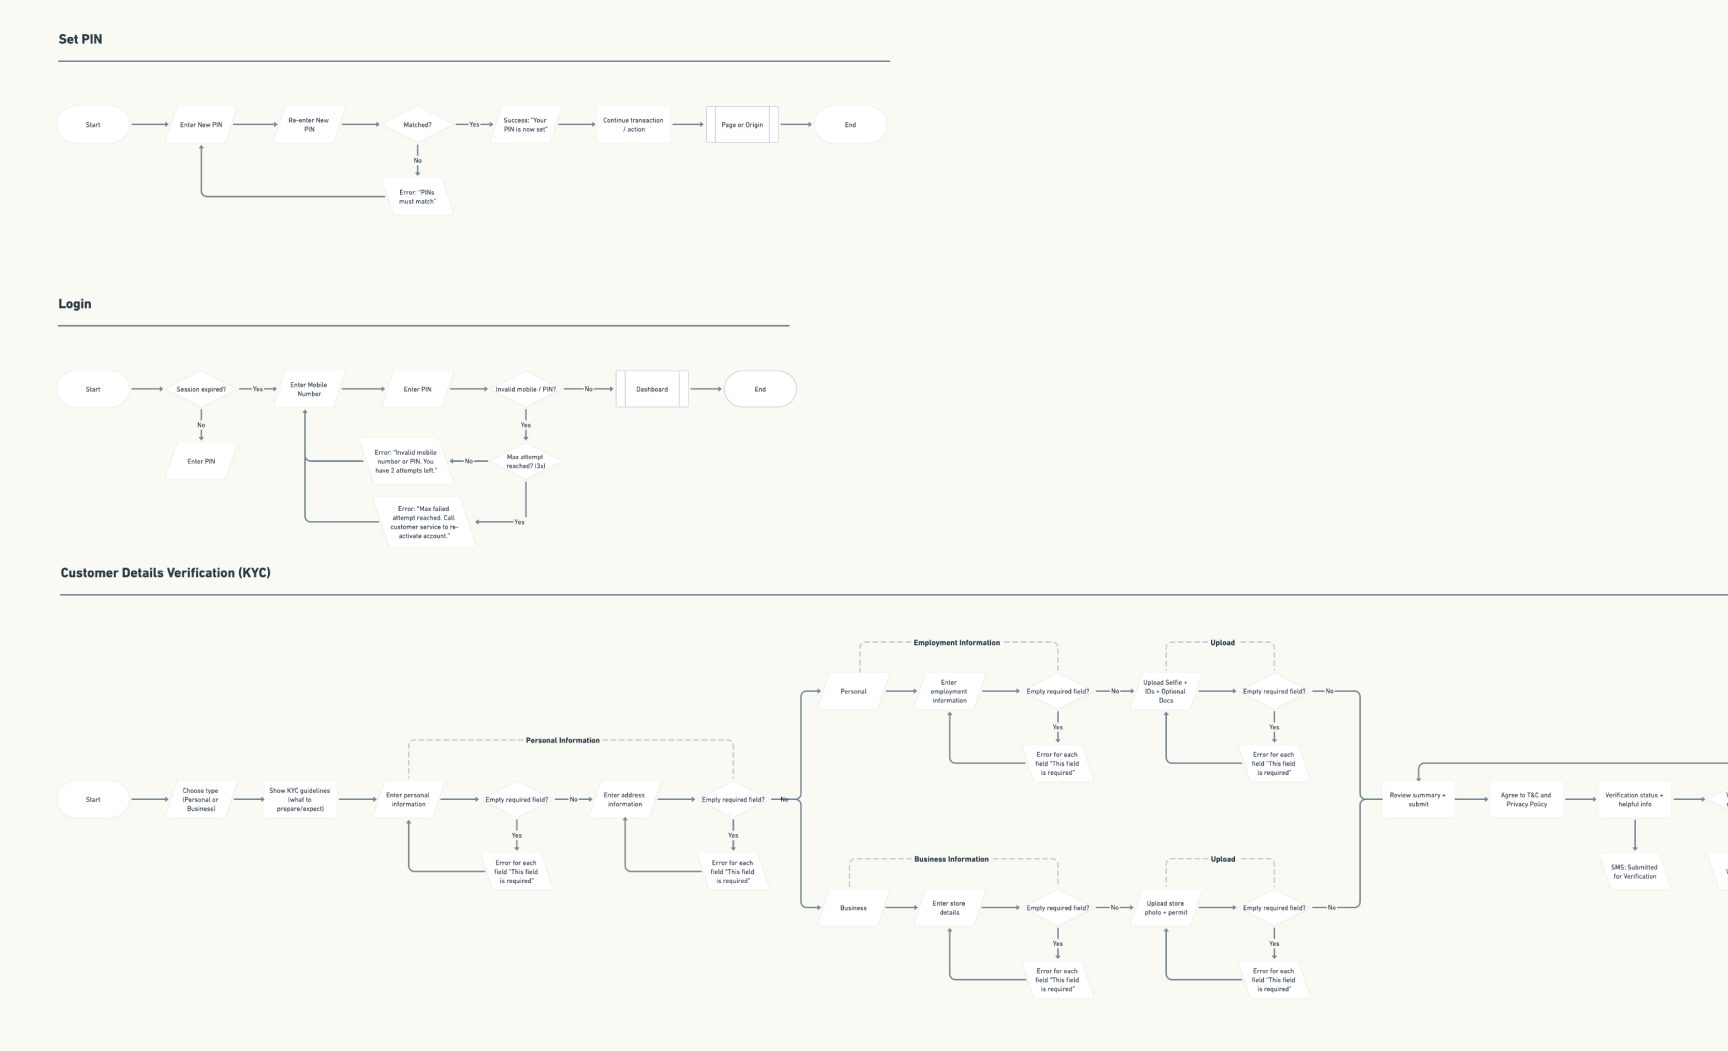 Set PIN
Start
Enter New PIN
Re-enter New
PIN
Matched?
Yes
Success: "Your
PIN is now set"
Continue transaction
/ action
Page or Origin
End
No
Error: "PINs
must match"
Login
Start
Session expired?
Yes
Enter Mobile
Number
Enter PIN
Invalid mobile / PIN?
No
Dashboard
End
No
Yes
Enter PIN
Error: "Invalid mobile
number or PIN. You
have 2 attempts left."
No
Max attempt
reached? (3x)
Error: "Max failed
attempt reached. Call
customer service to re-
activate account."
Yes
Customer Details Verification (KYC)
Employment Information
Upload
Personal
Enter
employment
information
Empty required field?
No
Upload Selfie +
IDs + Optional
Docs
Empty required field?
No
Yes
Yes
Error for each
field "This field
is required"
Error for each
field "This field
is required"
Personal Information
Start
Choose type
(Personal or
Business)
Show KYC guidelines
(what to
prepare/expect)
Enter personal
information
Empty required field?
No
Enter address
information
Empty required field?
No
Review summary +
submit
Agree to T&C and
Privacy Policy
Verification status +
helpful info
Yes
Yes
Error for each
field "This field
is required"
Error for each
field "This field
is required"
SMS: Submitted
for Verification
Business Information
Upload
Business
Enter store
details
Empty required field?
No
Upload store
photo + permit
Empty required field?
No
Yes
Yes
Error for each
field "This field
is required"
Error for each
field "This field
is required"